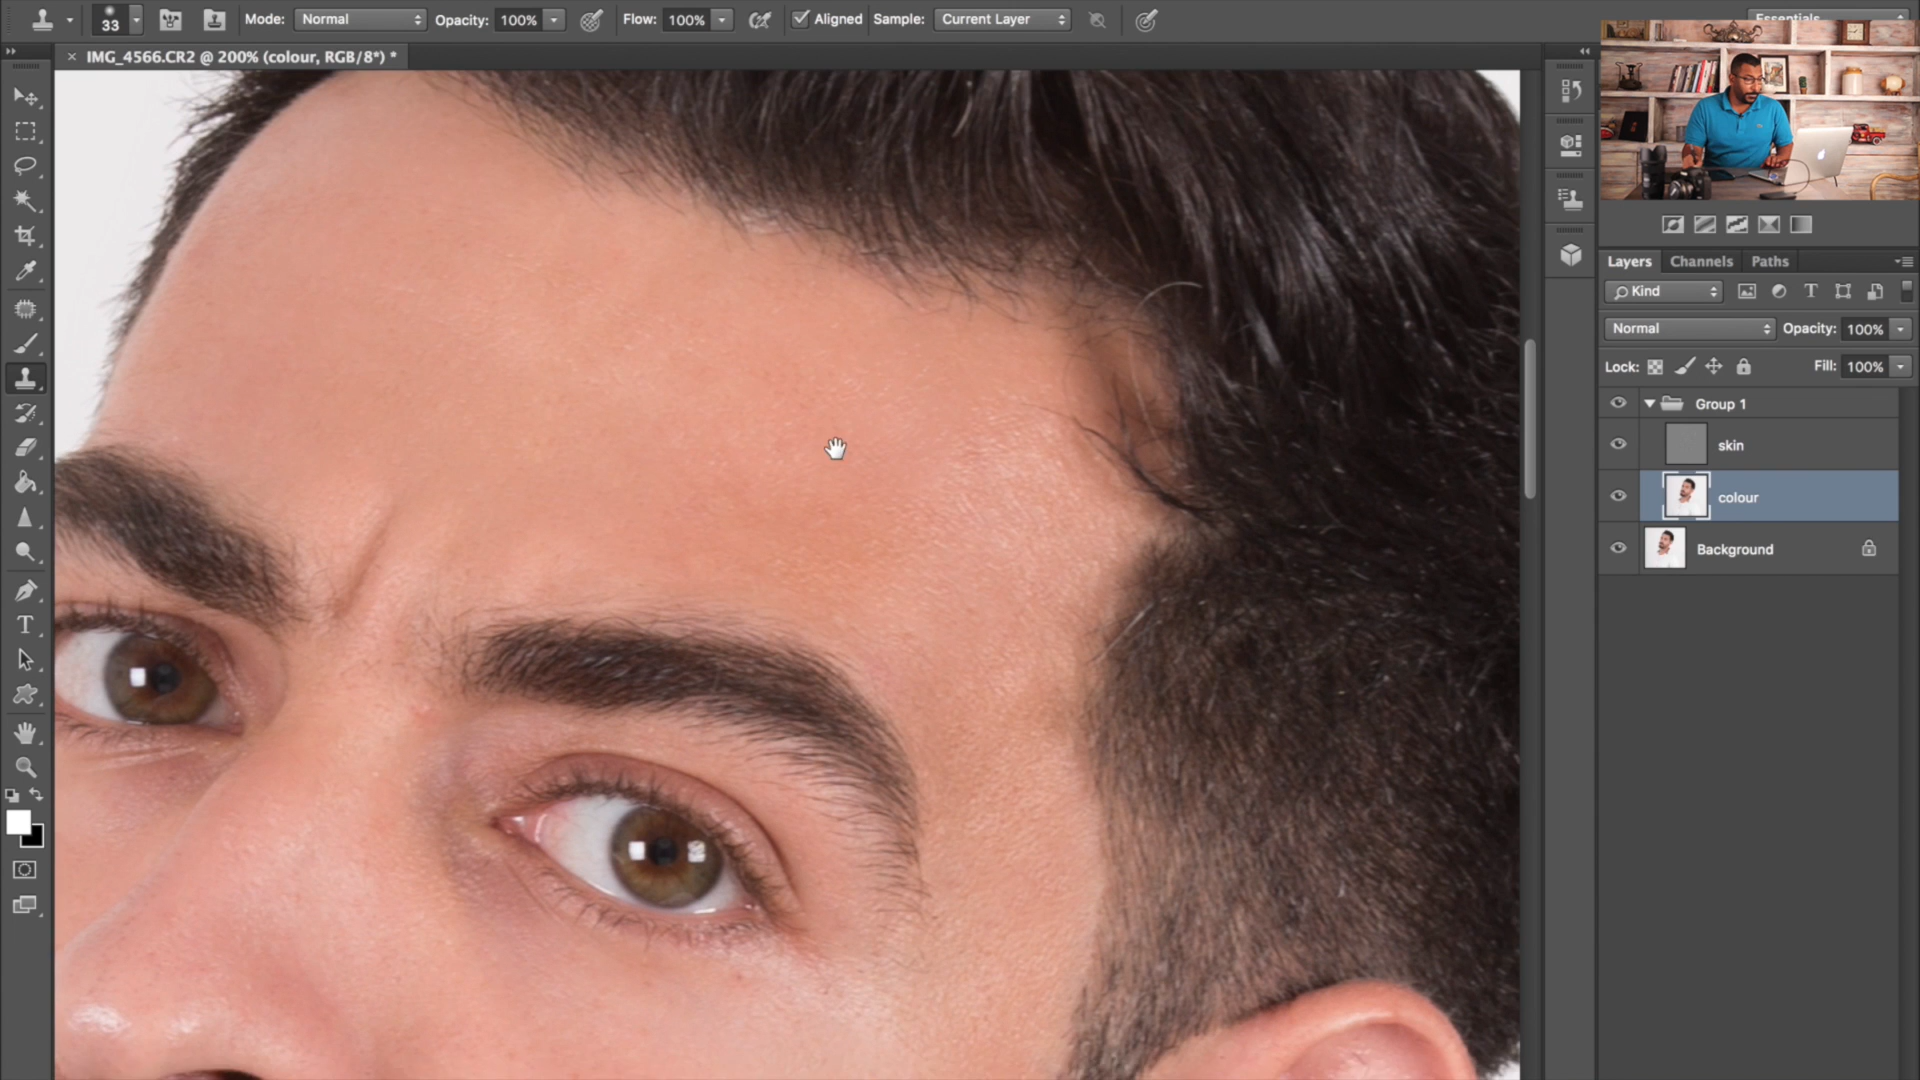 33 Mode: Normal Opacity: 100% Flow: 100% Aligned Sample: Current Layer
Essentials
× IMG_4566.CR2 @ 200% (colour, RGB/8*) *
Layers Channels Paths
Kind T
Normal Opacity: 100%
Lock: Fill: 100%
Group 1
skin
colour
Background
T